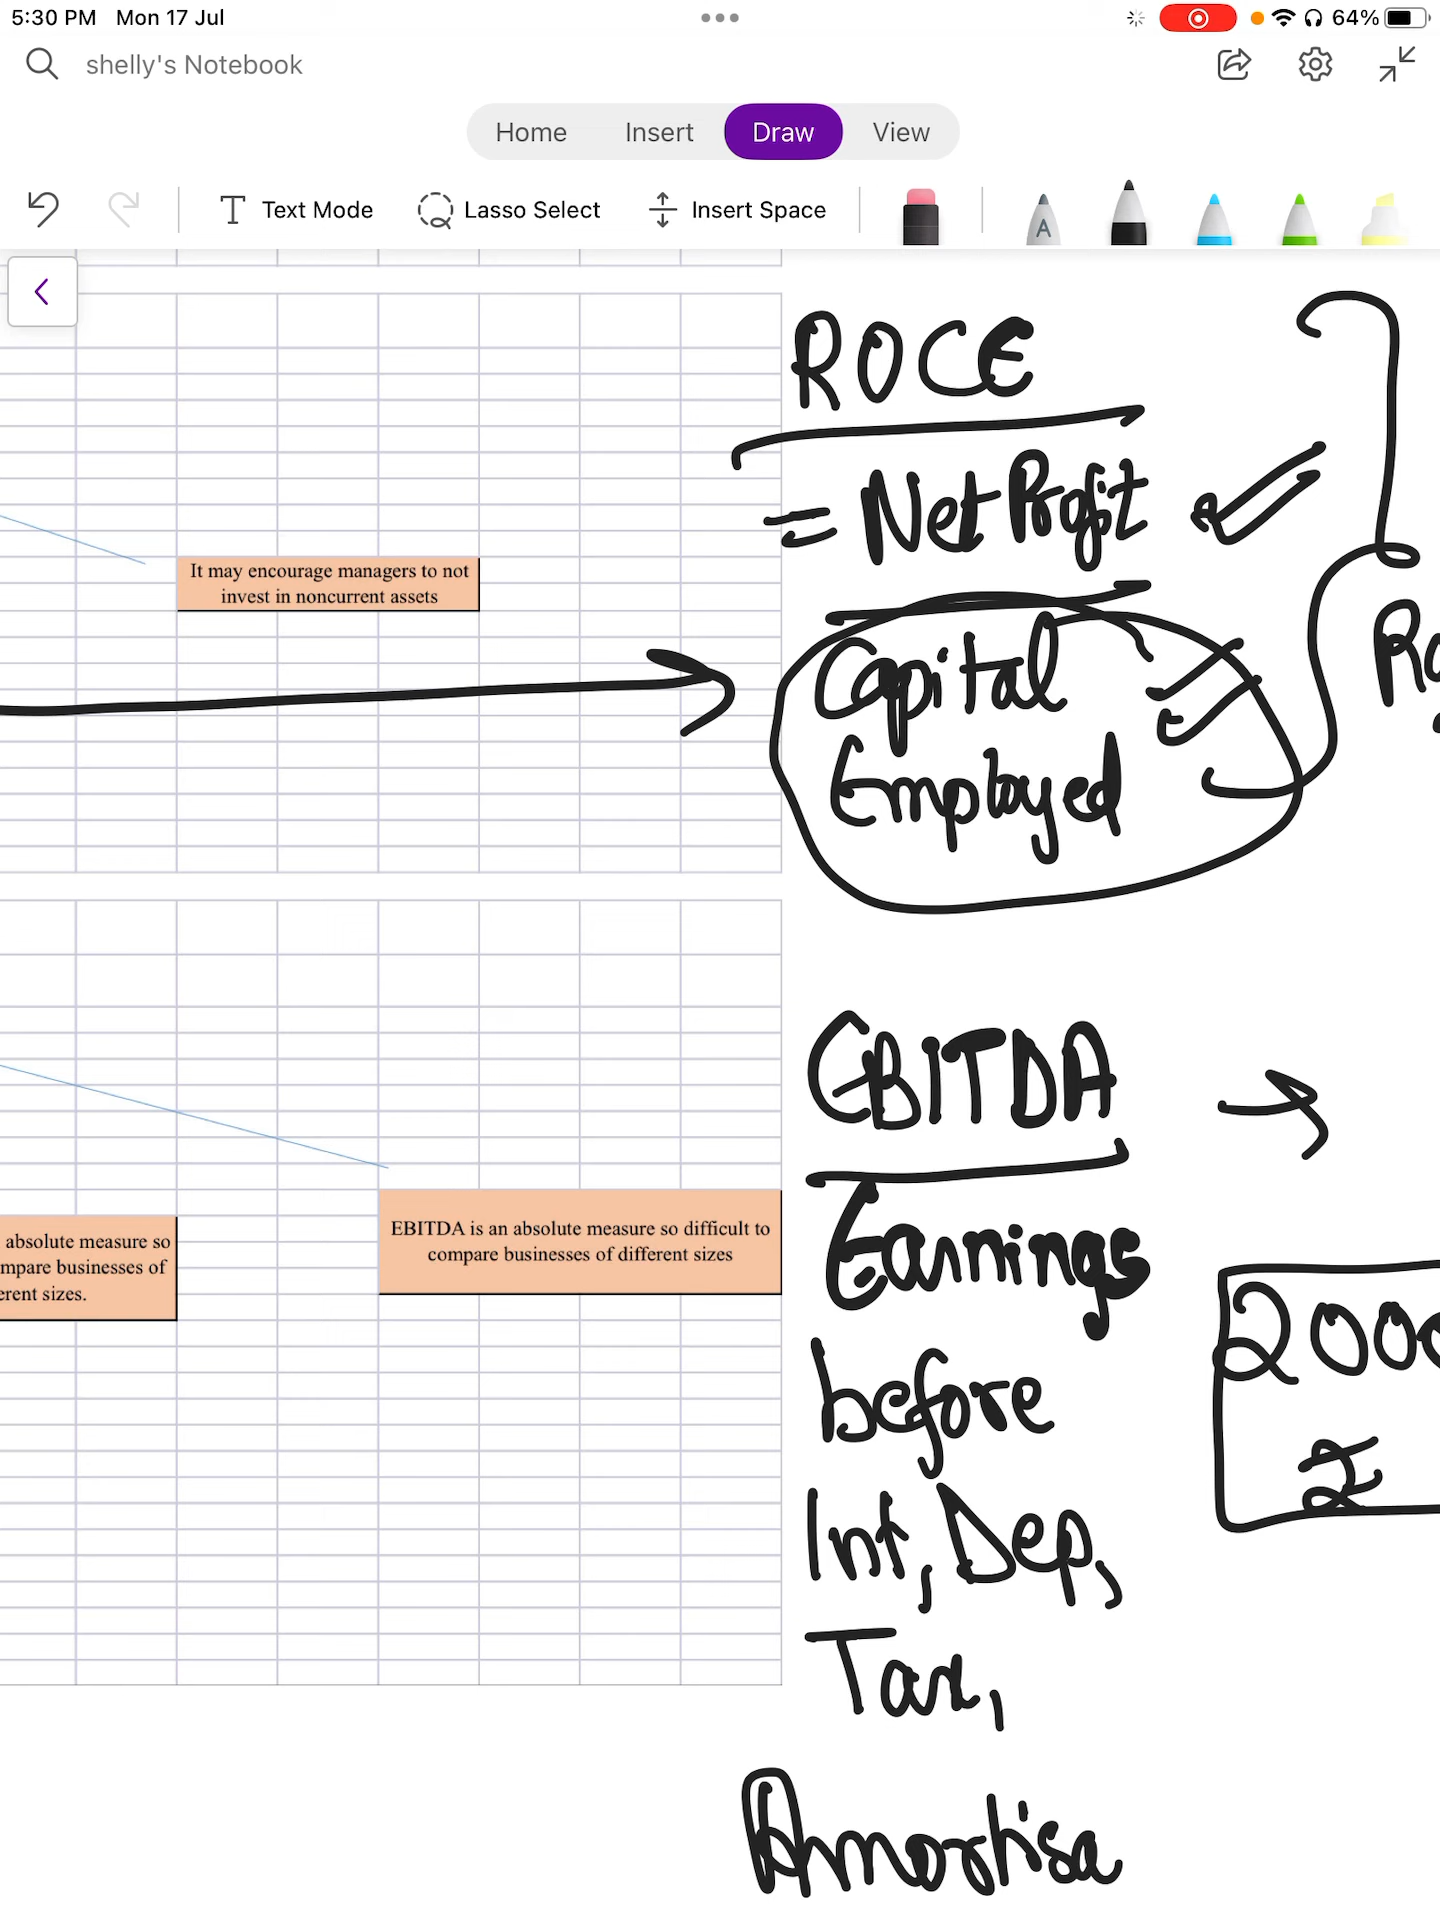 5:30 PM Mon 17 Jul
64%
shelly's Notebook
Home Insert Draw View
Text Mode Lasso Select Insert Space
A
ROCE
= Net Profit
Capital
Employed
It may encourage managers to not
invest in noncurrent assets
EBITDA
Earnings
before
Int, Dep,
Tax,
Amortisa
absolute measure so
mpare businesses of
erent sizes.
EBITDA is an absolute measure so difficult to
compare businesses of different sizes
2000